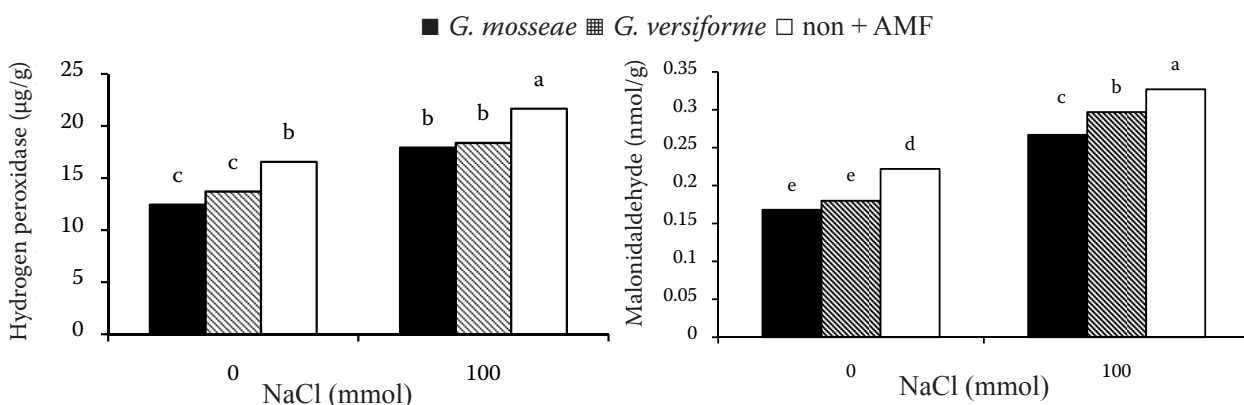 G. mosseae G. versiforme non + AMF
Hydrogen peroxidase (µg/g)
25
20
15
10
5
0
c
c
b
b
b
a
0
100
NaCl (mmol)
Malonidaldehyde (nmol/g)
0.35
0.3
0.25
0.2
0.15
0.1
0.05
0
e
e
d
c
b
a
0
100
NaCl (mmol)